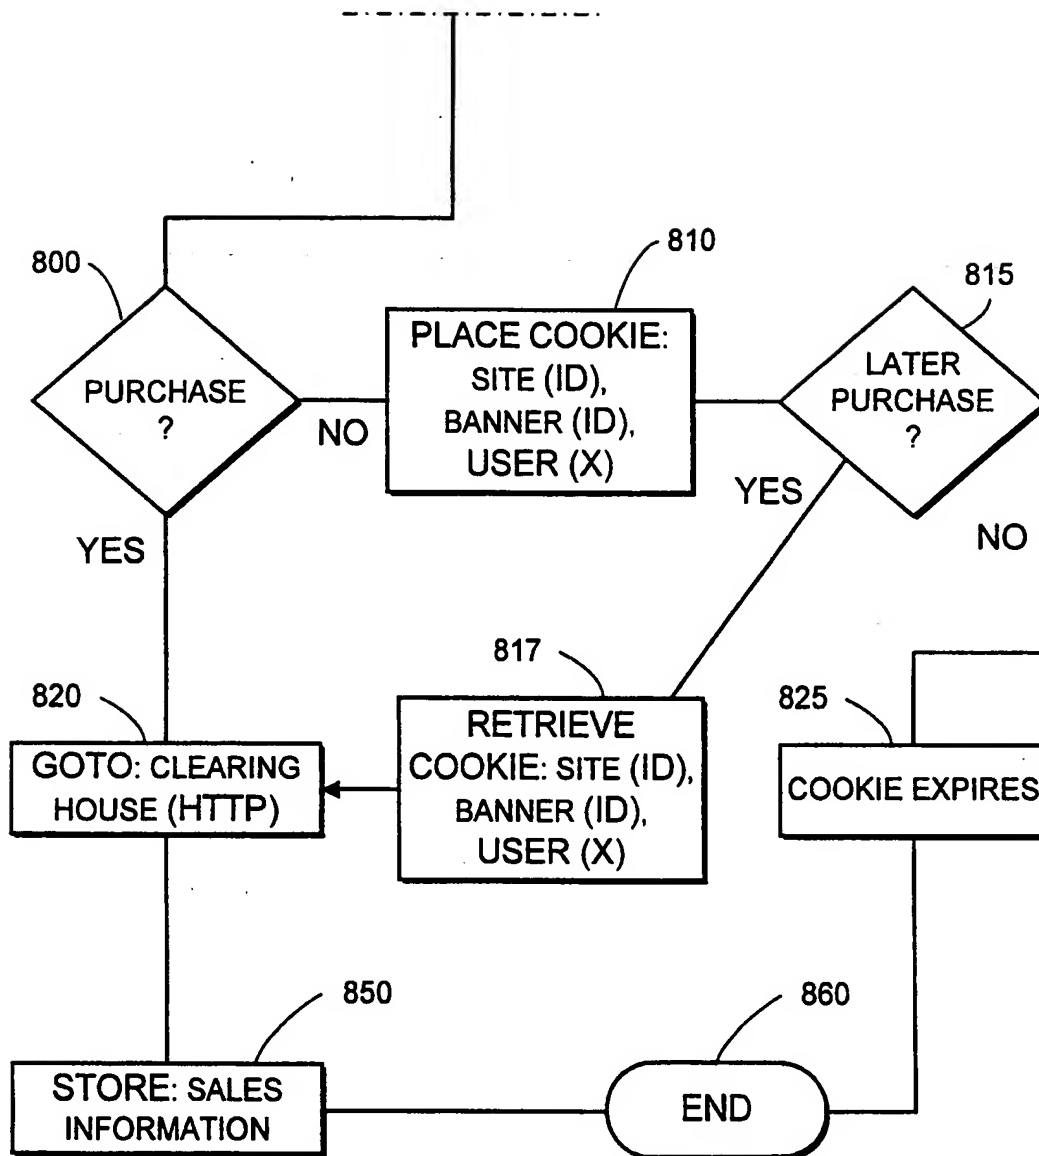 800
PURCHASE
?
NO
YES
810
PLACE COOKIE:
SITE (ID),
BANNER (ID),
USER (X)
815
LATER
PURCHASE
?
YES
NO
817
RETRIEVE
COOKIE: SITE (ID),
BANNER (ID),
USER (X)
820
GOTO: CLEARING
HOUSE (HTTP)
825
COOKIE EXPIRES
850
STORE: SALES
INFORMATION
860
END